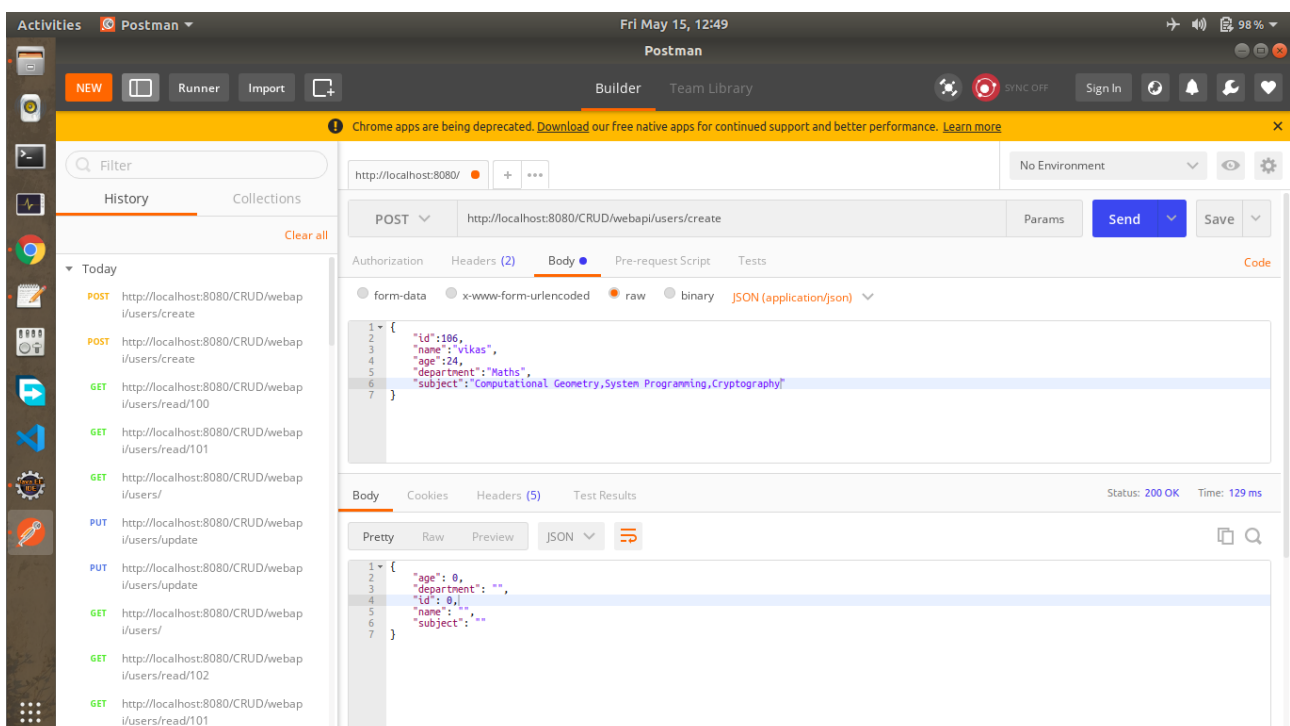 Activities Postman Fri May 15, 12:49 98 %
Postman
NEW Runner Import Builder Team Library SYNC OFF Sign In
Chrome apps are being deprecated. Download our free native apps for continued support and better performance. Learn more
Filter
History Collections
Clear all
Today
POST http://localhost:8080/CRUD/webap
i/users/create
POST http://localhost:8080/CRUD/webap
i/users/create
GET http://localhost:8080/CRUD/webap
i/users/read/100
GET http://localhost:8080/CRUD/webap
i/users/read/101
GET http://localhost:8080/CRUD/webap
i/users/
PUT http://localhost:8080/CRUD/webap
i/users/update
PUT http://localhost:8080/CRUD/webap
i/users/update
GET http://localhost:8080/CRUD/webap
i/users/
GET http://localhost:8080/CRUD/webap
i/users/read/102
GET http://localhost:8080/CRUD/webap
i/users/read/101
http://localhost:8080/ No Environment
POST http://localhost:8080/CRUD/webapi/users/create Params Send Save
Authorization Headers (2) Body Pre-request Script Tests Code
form-data x-www-form-urlencoded raw binary JSON (application/json)
1 {
2 "id":106,
3 "name":"vikas",
4 "age":24,
5 "department":"Maths",
6 "subject":"Computational Geometry,System Programming,Cryptography"
7 }
Body Cookies Headers (5) Test Results Status: 200 OK Time: 129 ms
Pretty Raw Preview JSON
1 {
2 "age": 0,
3 "department": "",
4 "id": 0,
5 "name": "",
6 "subject": ""
7 }